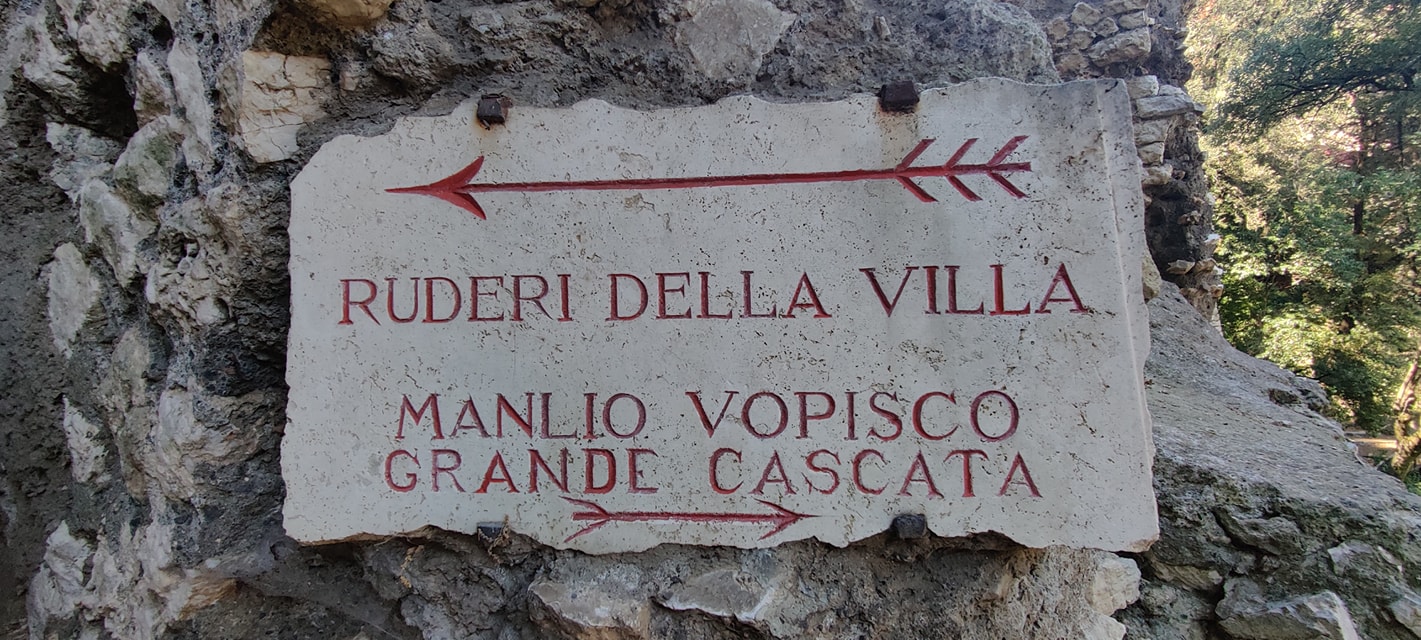 RUDERI DELLA VILLA
MANLIO VOPISCO
GRANDE CASCATA